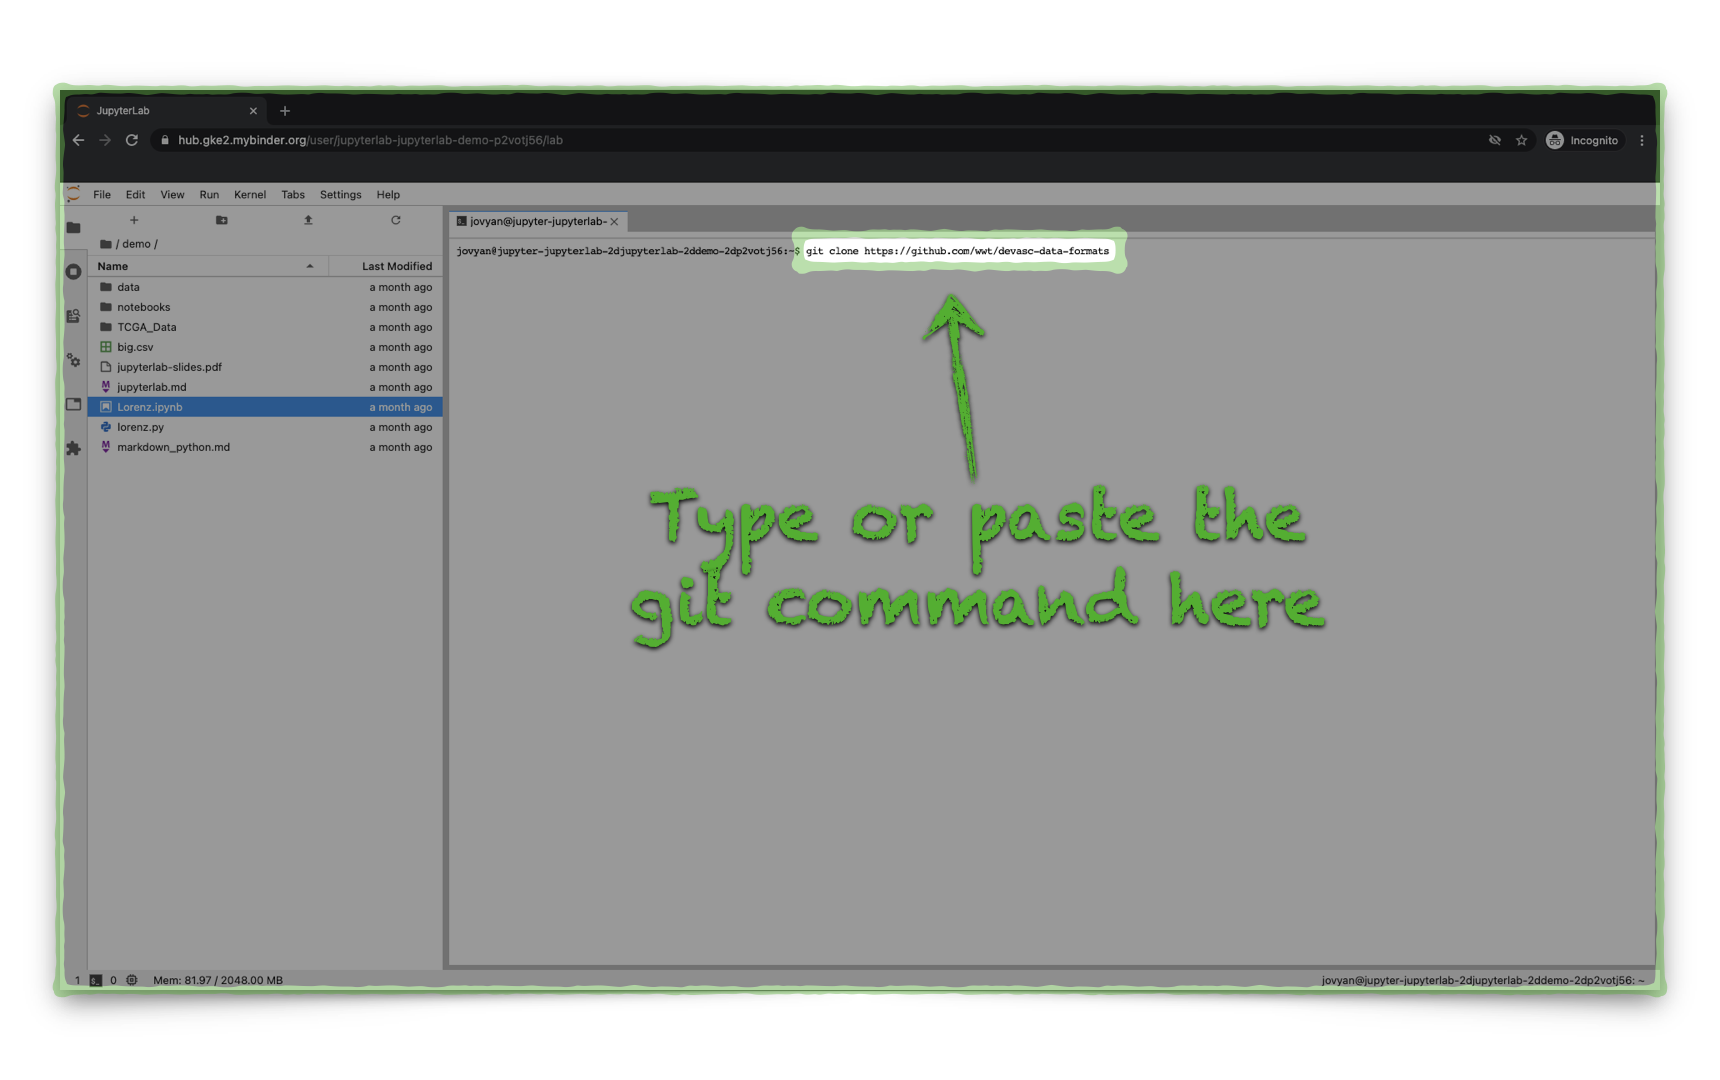 JupyterLab
hub.gke2.mybinder.org/user/jupyterlab-jupyterlab-demo-p2votj56/lab
Incognito
File Edit View Run Kernel Tabs Settings Help
/ demo /
Name Last Modified
data a month ago
notebooks a month ago
TCGA_Data a month ago
big.csv a month ago
jupyterlab-slides.pdf a month ago
jupyterlab.md a month ago
Lorenz.ipynb a month ago
lorenz.py a month ago
markdown_python.md a month ago
jovyan@jupyter-jupyterlab-
jovyan@jupyter-jupyterlab-2djupyterlab-2ddemo-2dp2votj56:~$ git clone https://github.com/wwt/devasc-data-formats
Type or paste the
git command here
1 0 Mem: 81.97 / 2048.00 MB
jovyan@jupyter-jupyterlab-2djupyterlab-2ddemo-2dp2votj56: ~